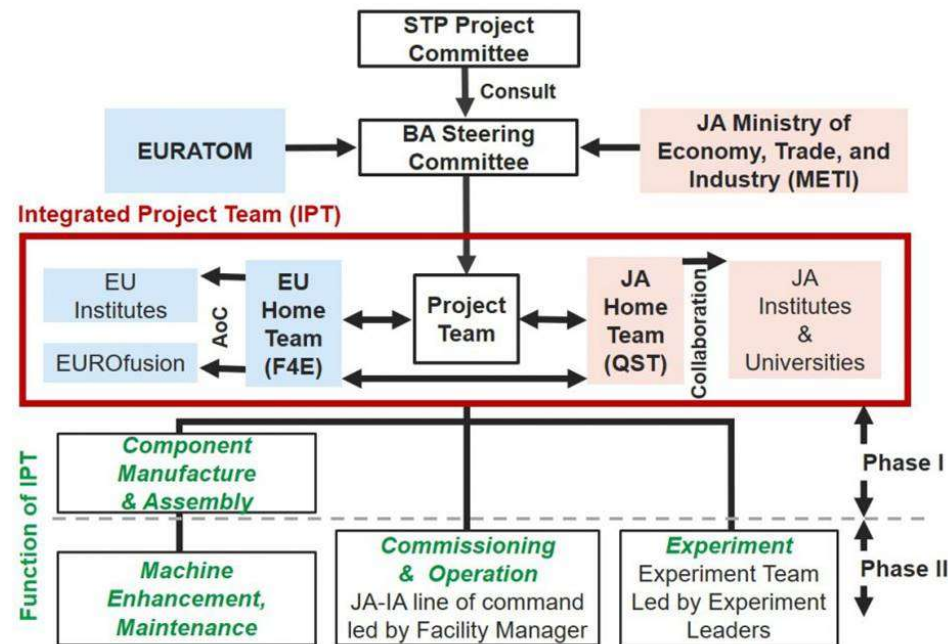 STP Project
Committee
Consult
EURATOM
BA Steering
Committee
JA Ministry of
Economy, Trade, and
Industry (METI)
Integrated Project Team (IPT)
EU
Institutes
EUROfusion
AoC
EU
Home
Team
(F4E)
Project
Team
JA
Home
Team
(QST)
Collaboration
JA
Institutes
&
Universities
Function of IPT
Component
Manufacture
& Assembly
Phase I
Machine
Enhancement,
Maintenance
Commissioning
& Operation
JA-IA line of command
led by Facility Manager
Experiment
Experiment Team
Led by Experiment
Leaders
Phase II